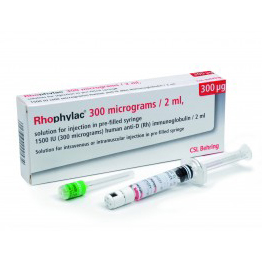 300 µg
Rhophylac® 300 micrograms / 2 ml,
solution for injection in pre-filled syringe
1500 IU (300 micrograms) human anti-D (Rh) immunoglobulin / 2 ml
Solution for intravenous or intramuscular injection in pre-filled syringe
CSL Behring